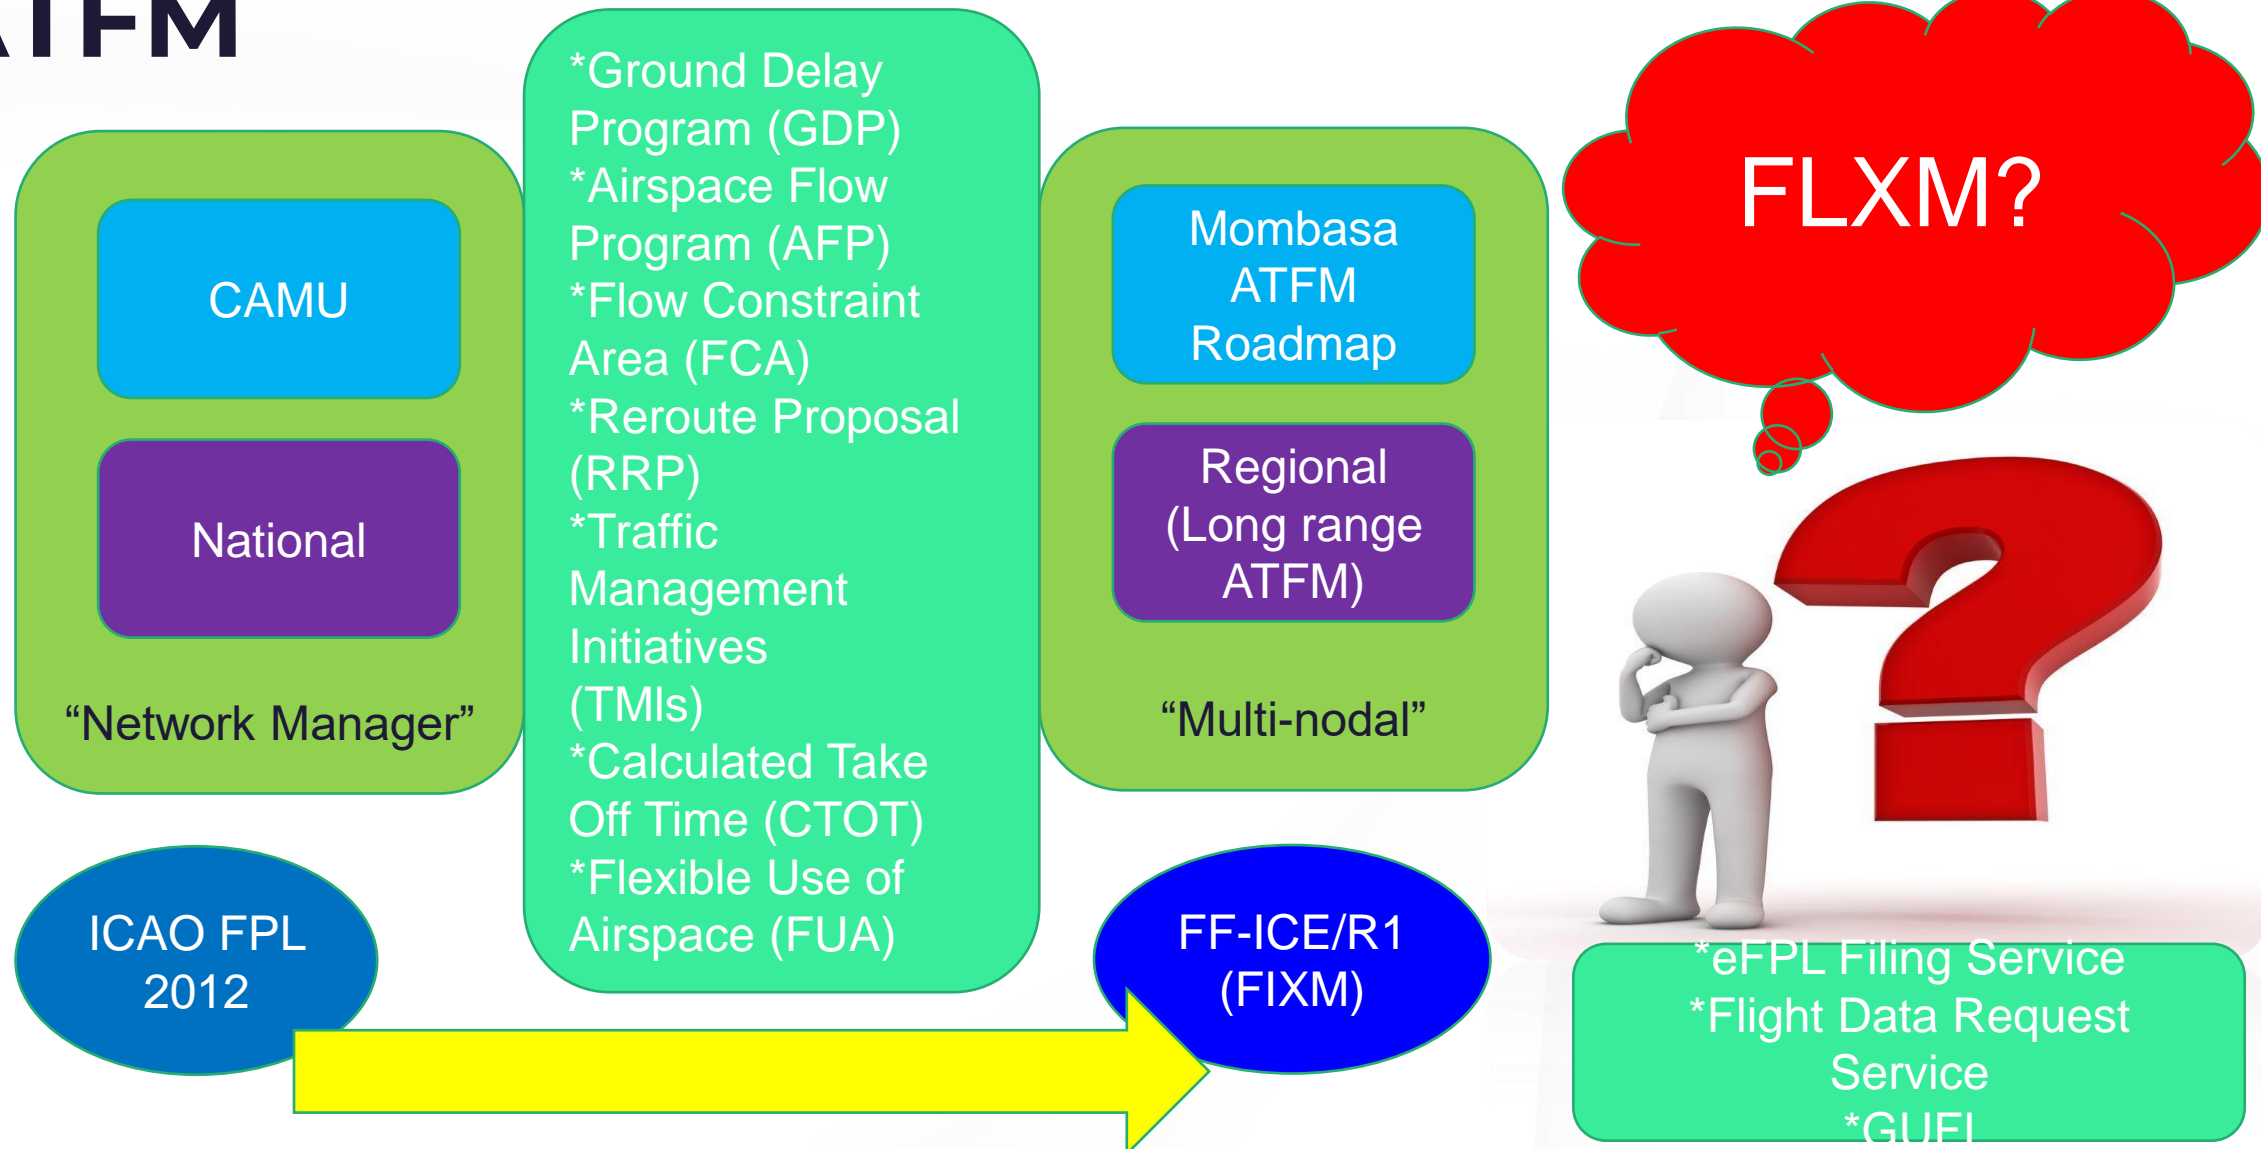 ATFM
CAMU
National
“Network Manager”
*Ground Delay
Program (GDP)
*Airspace Flow
Program (AFP)
*Flow Constraint
Area (FCA)
*Reroute Proposal
(RRP)
*Traffic
Management
Initiatives
(TMIs)
*Calculated Take
Off Time (CTOT)
*Flexible Use of
Airspace (FUA)
Mombasa
ATFM
Roadmap
Regional
(Long range
ATFM)
“Multi-nodal”
FLXM?
ICAO FPL
2012
FF-ICE/R1
(FIXM)
*eFPL Filing Service
*Flight Data Request
Service
*GUFI